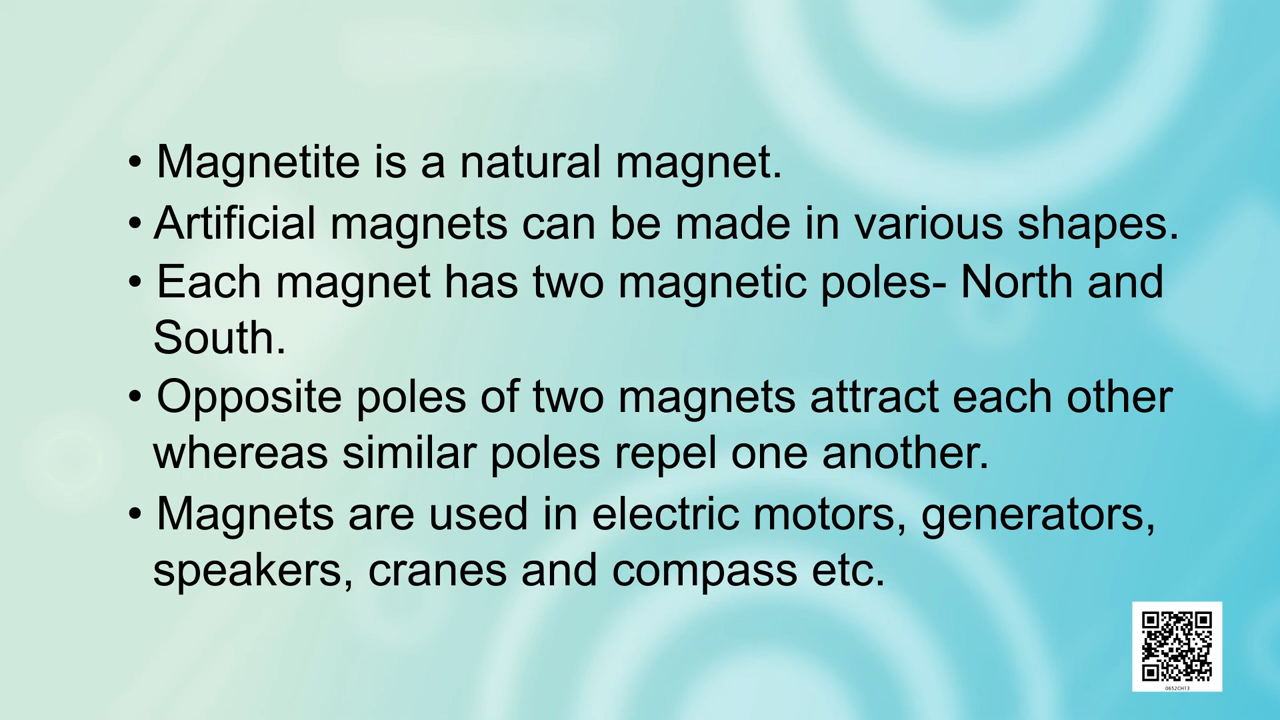 • Magnetite is a natural magnet.
• Artificial magnets can be made in various shapes.
• Each magnet has two magnetic poles- North and
South.
• Opposite poles of two magnets attract each other
whereas similar poles repel one another.
• Magnets are used in electric motors, generators,
speakers, cranes and compass etc.
0652CH13